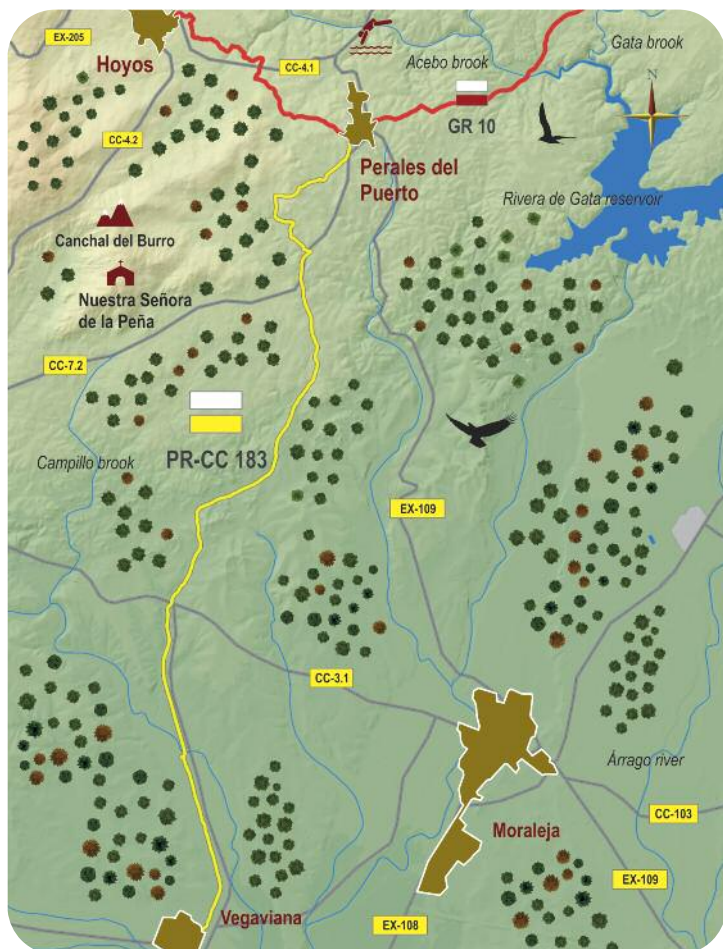 EX-205
Hoyos
CC-4.1
Acebo brook
Gata brook
N
GR 10
CC-4.2
Perales del
Puerto
Rivera de Gata reservoir
Canchal del Burro
Nuestra Señora
de la Peña
CC-7.2
PR-CC 183
Campillo brook
EX-109
CC-3.1
Árrago river
CC-103
Moraleja
EX-109
Vegaviana
EX-108